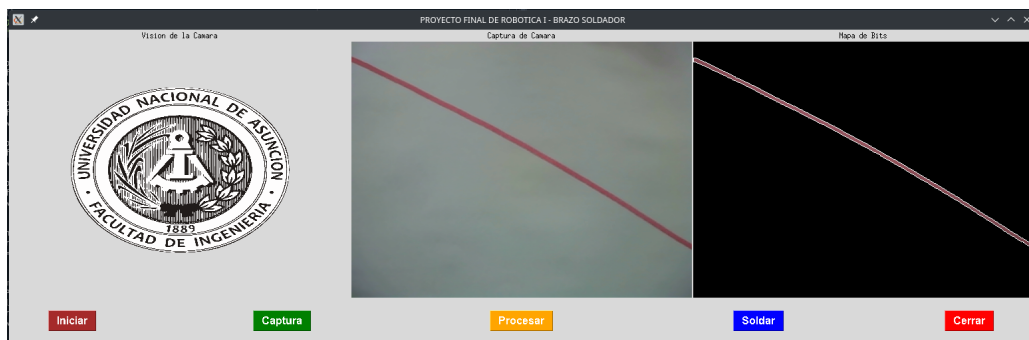 PROYECTO FINAL DE ROBOTICA I - BRAZO SOLDADOR
Vision de la Camara
Captura de Camara
Mapa de Bits
UNIVERSIDAD NACIONAL DE ASUNCION
1889
FACULTAD DE INGENIERIA
Iniciar
Captura
Procesar
Soldar
Cerrar